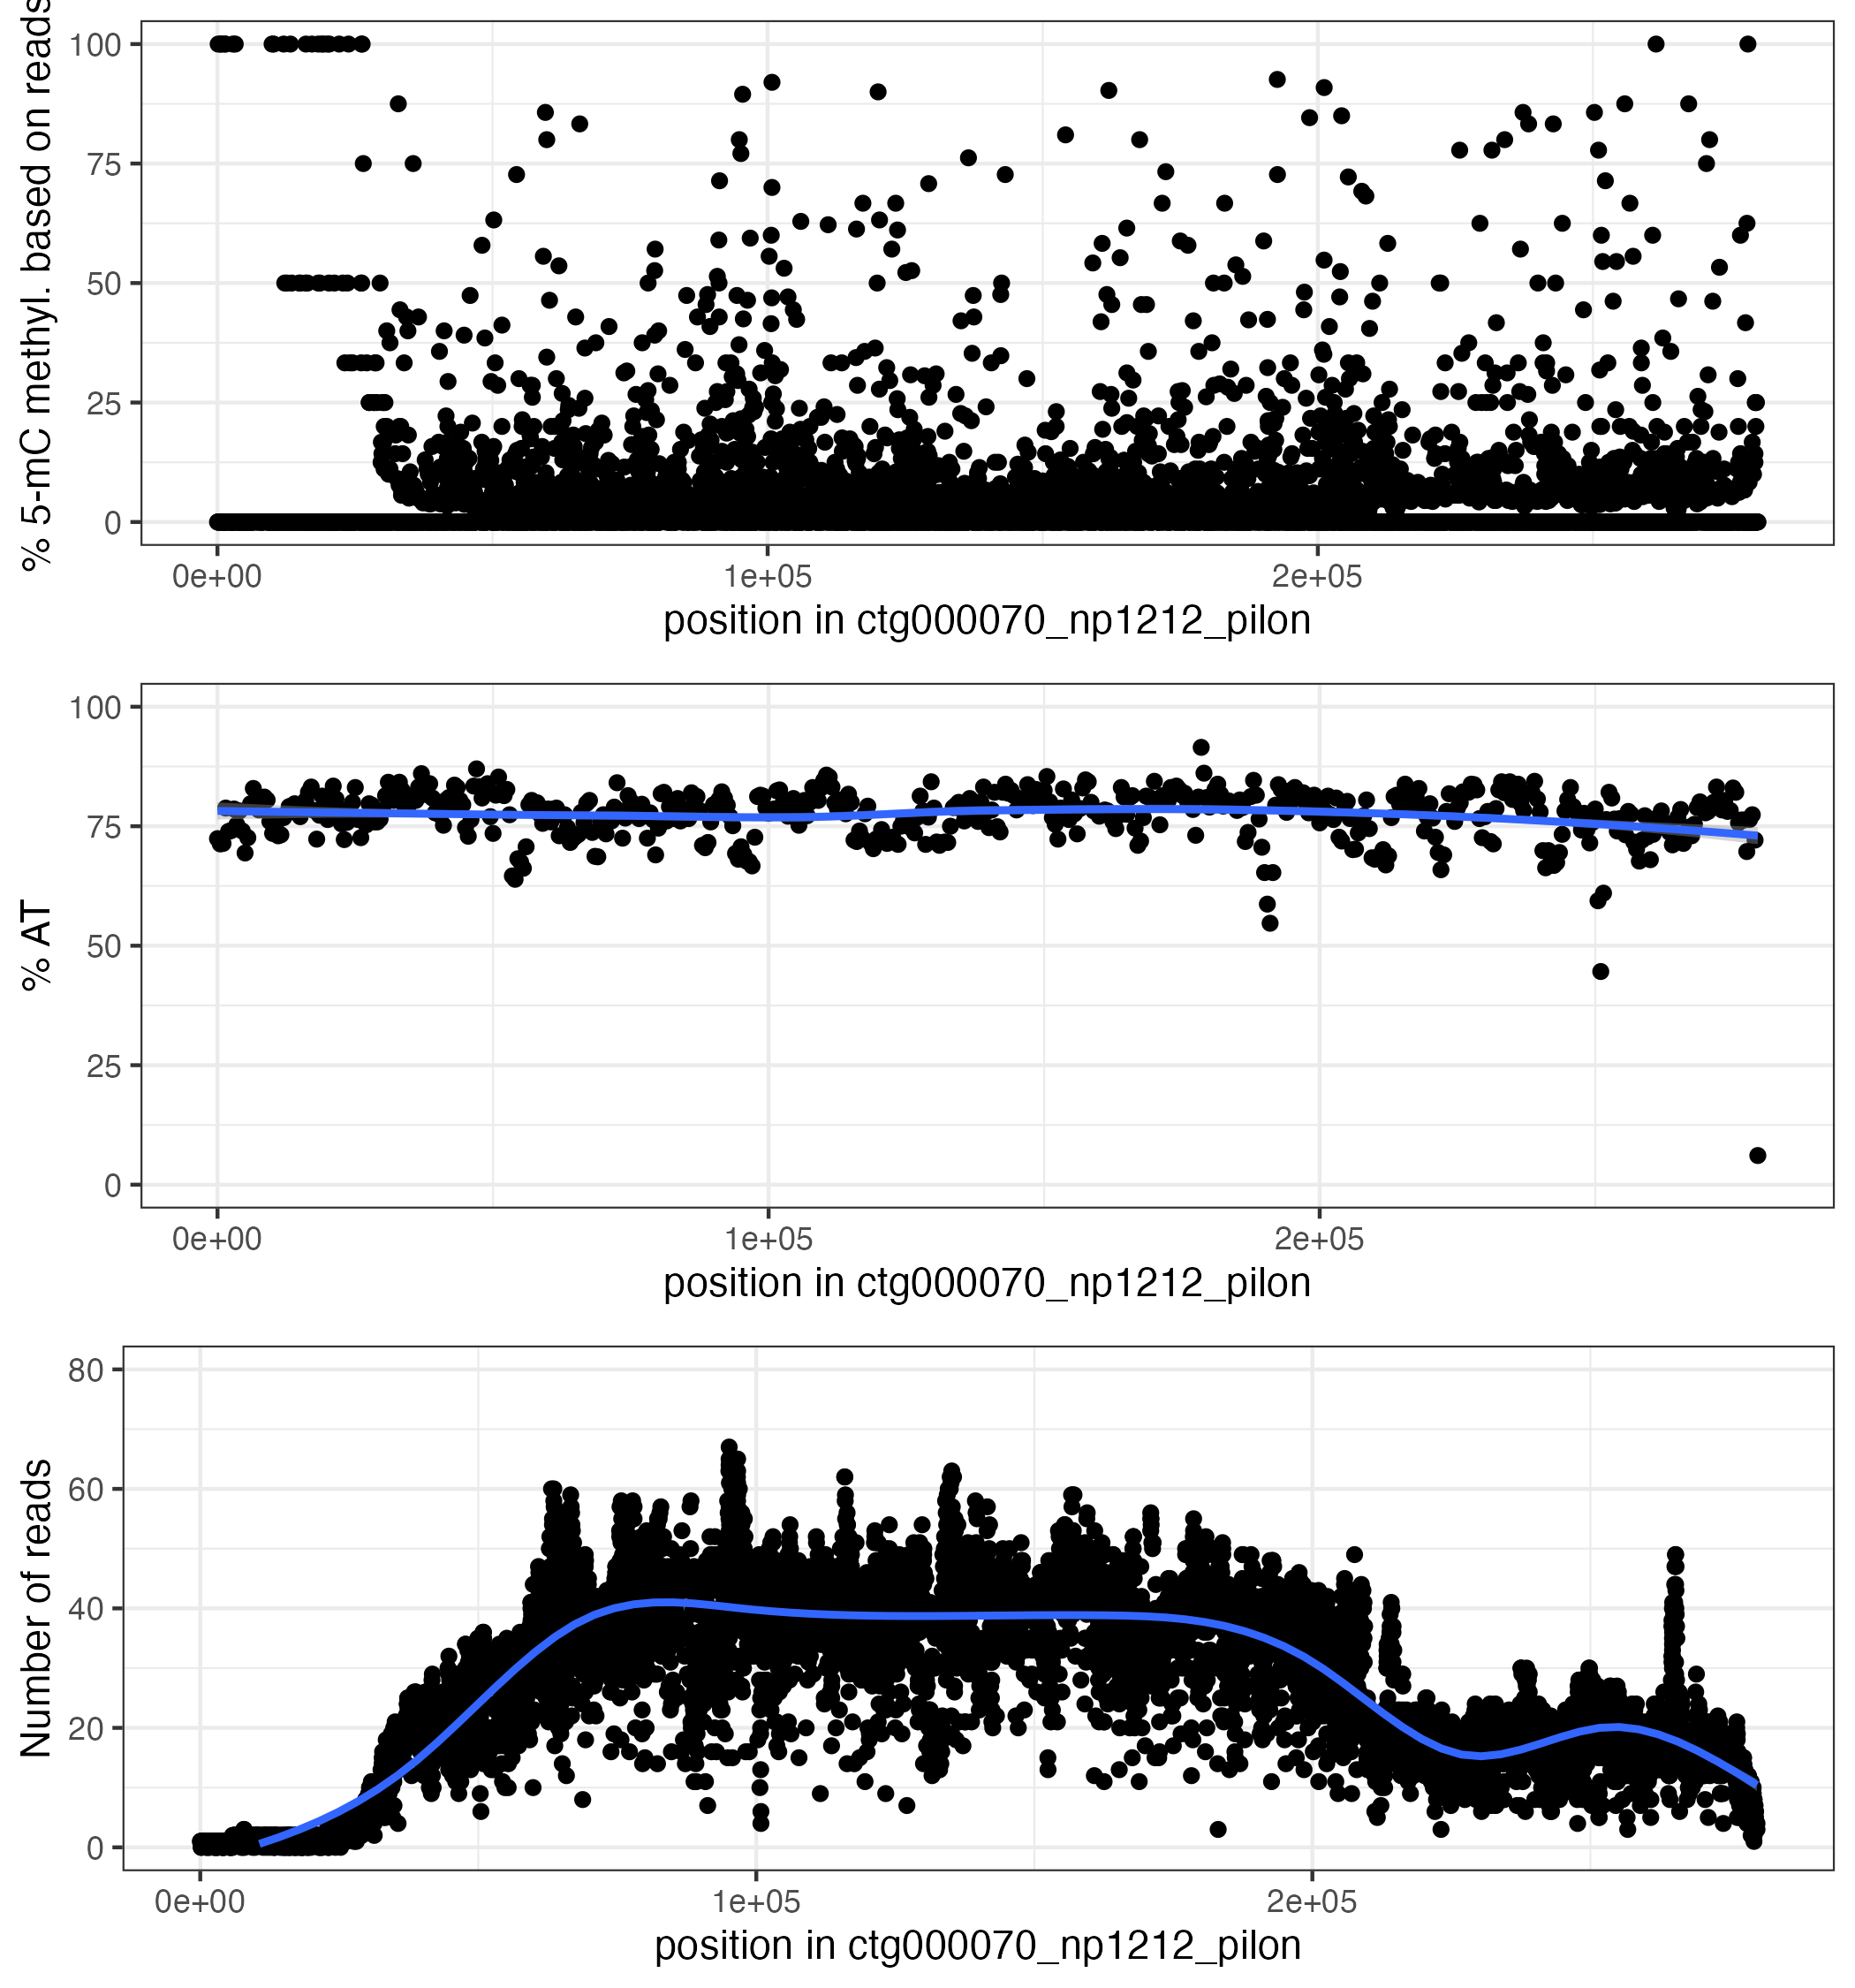 % 5-mC methyl. based on reads
100
75
50
25
0
0e+00 1e+05 2e+05
position in ctg000070_np1212_pilon
% AT
100
75
50
25
0
0e+00 1e+05 2e+05
position in ctg000070_np1212_pilon
Number of reads
80
60
40
20
0
0e+00 1e+05 2e+05
position in ctg000070_np1212_pilon